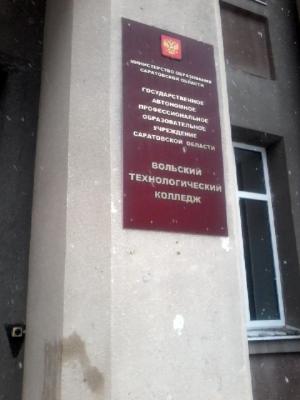 МИНИСТЕРСТВО ОБРАЗОВАНИЯ
САРАТОВСКОЙ ОБЛАСТИ
ГОСУДАРСТВЕННОЕ
АВТОНОМНОЕ
ПРОФЕССИОНАЛЬНОЕ
ОБРАЗОВАТЕЛЬНОЕ
УЧРЕЖДЕНИЕ
САРАТОВСКОЙ ОБЛАСТИ
ВОЛЬСКИЙ
ТЕХНОЛОГИЧЕСКИЙ
КОЛЛЕДЖ